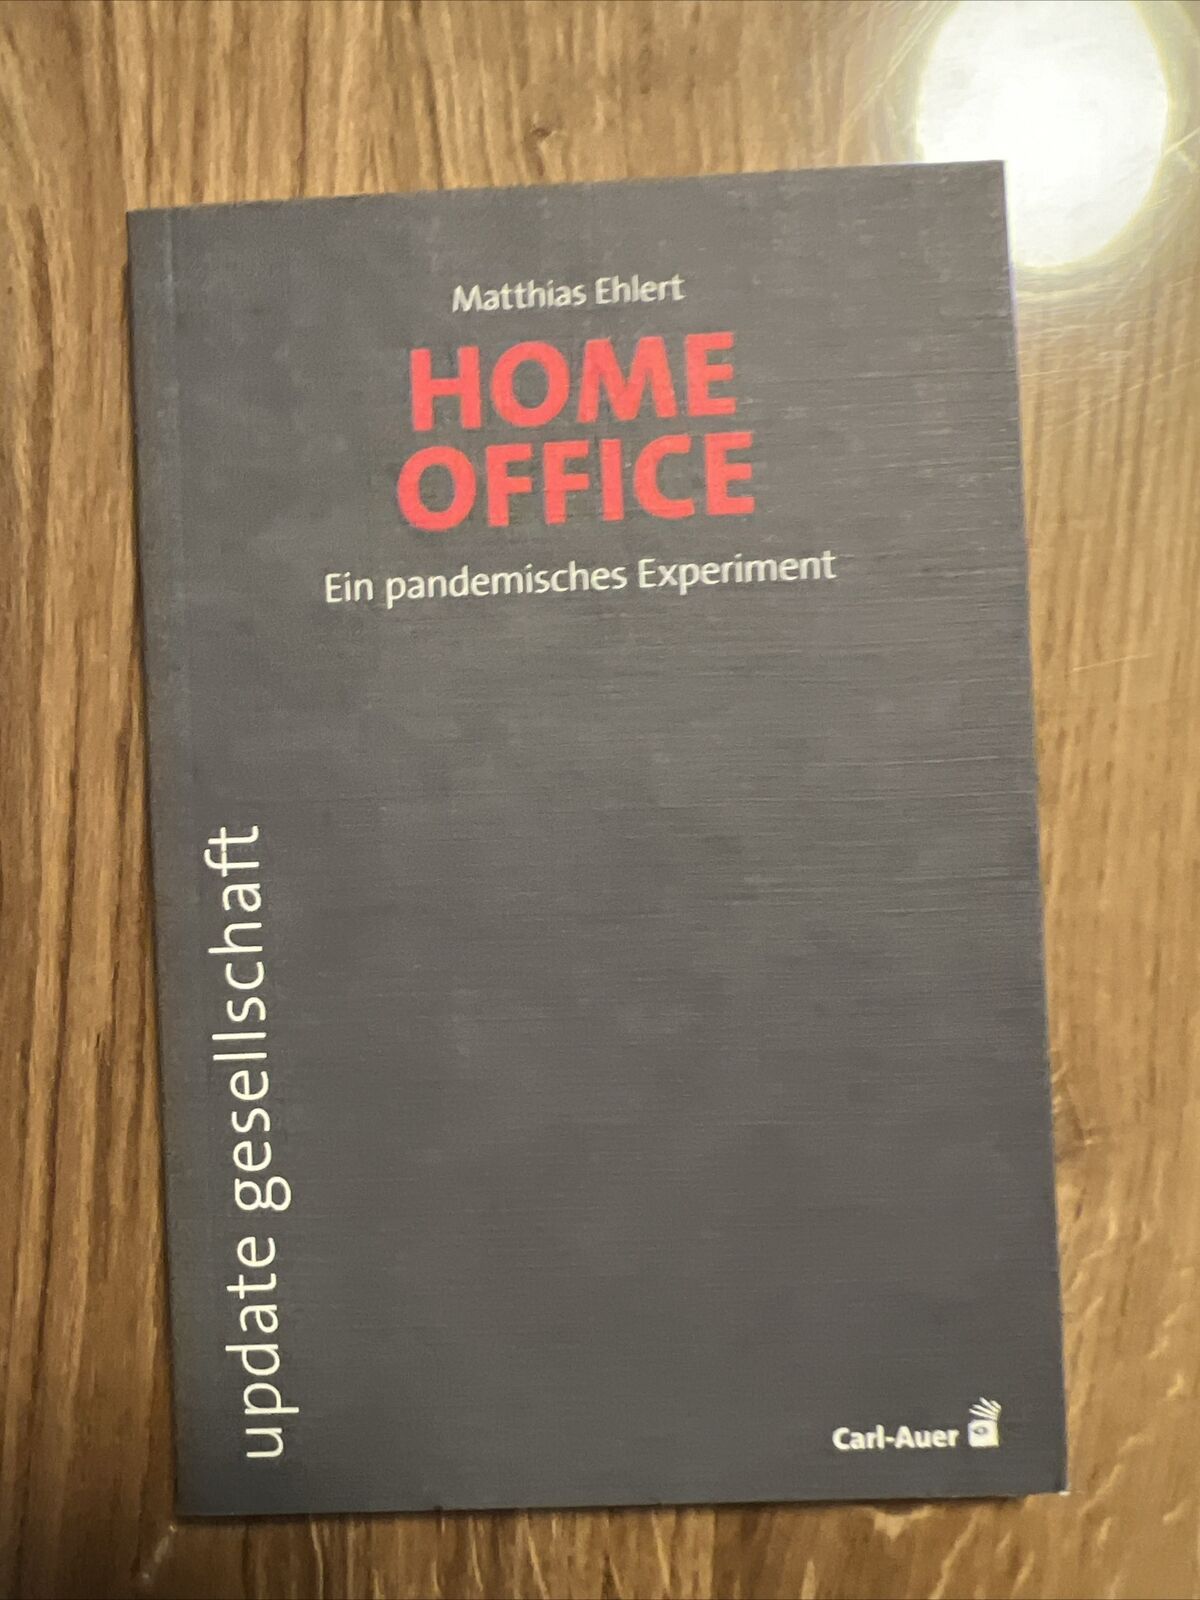 Matthias Ehlert
HOME
OFFICE
Ein pandemisches Experiment
update gesellschaft
Carl-Auer